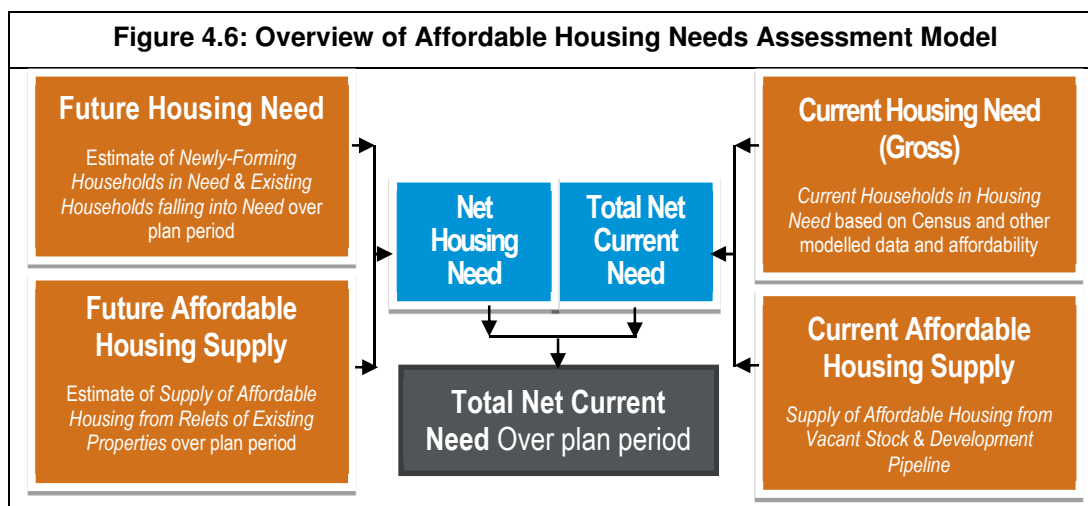 Figure 4.6: Overview of Affordable Housing Needs Assessment Model
Future Housing Need
Estimate of Newly-Forming
Households in Need & Existing
Households falling into Need over
plan period
Future Affordable
Housing Supply
Estimate of Supply of Affordable
Housing from Relets of Existing
Properties over plan period
Net
Housing
Need
Total Net
Current
Need
Total Net Current
Need Over plan period
Current Housing Need
(Gross)
Current Households in Housing
Need based on Census and other
modelled data and affordability
Current Affordable
Housing Supply
Supply of Affordable Housing from
Vacant Stock & Development
Pipeline